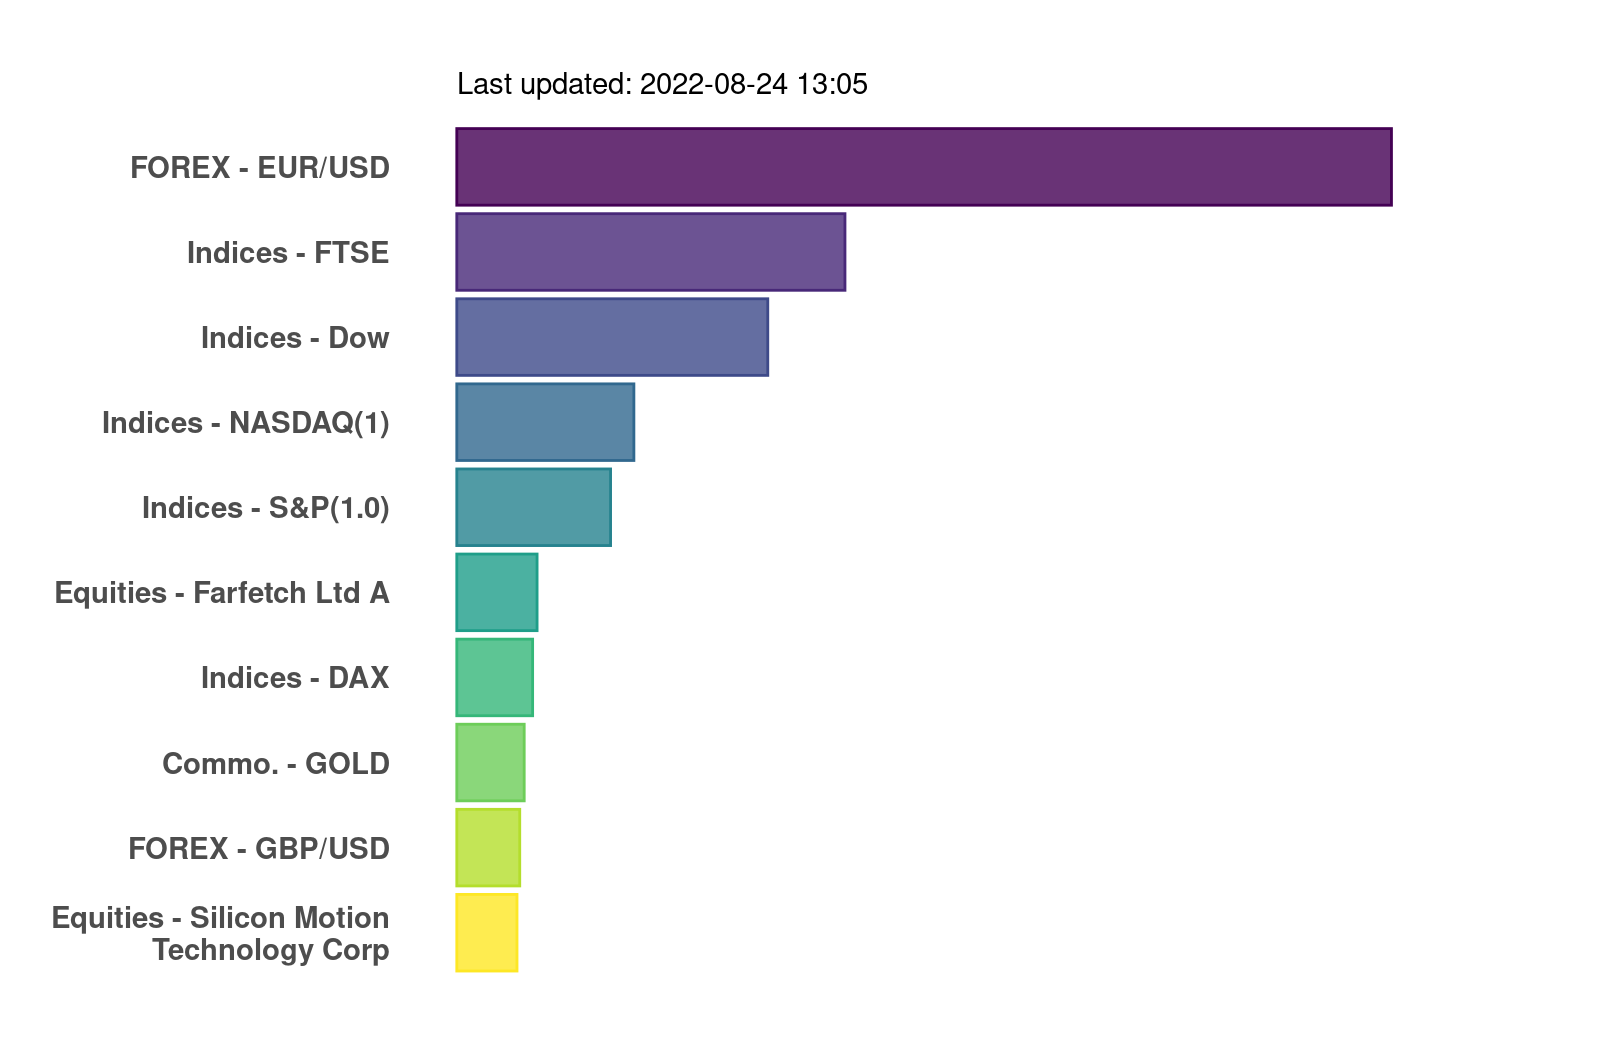 Last updated: 2022-08-24 13:05
FOREX - EUR/USD
Indices - FTSE
Indices - Dow
Indices - NASDAQ(1)
Indices - S&P(1.0)
Equities - Farfetch Ltd A
Indices - DAX
Commo. - GOLD
FOREX - GBP/USD
Equities - Silicon Motion
Technology Corp